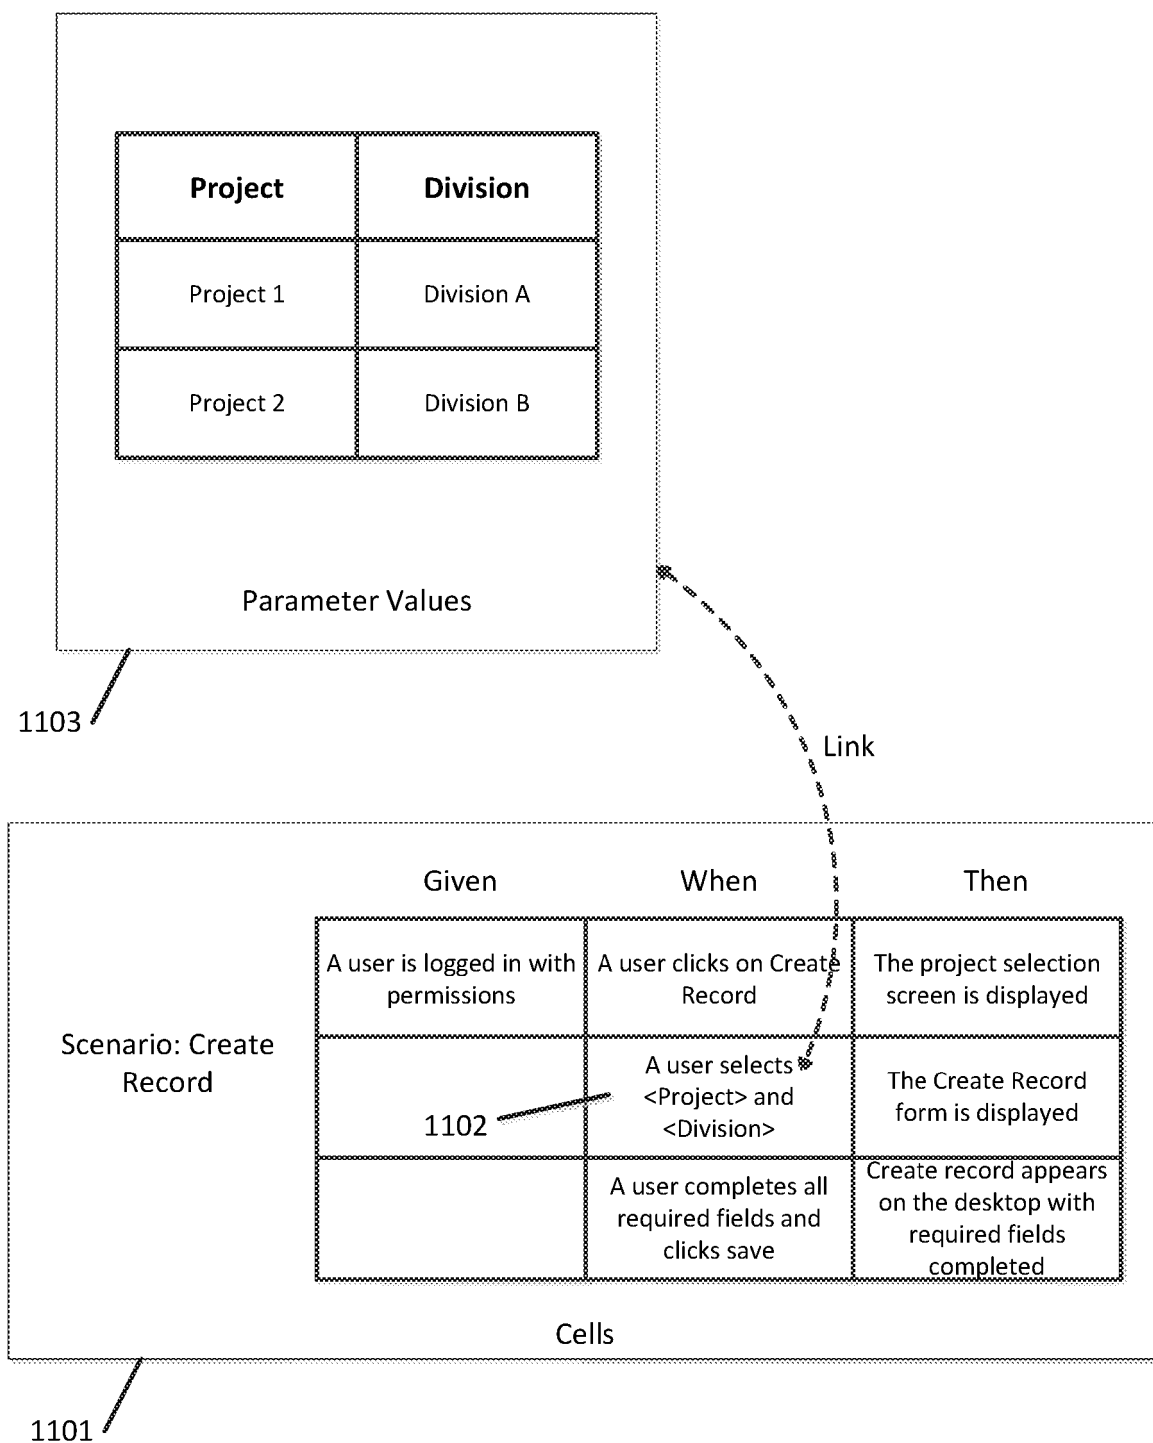 Project
Division
Project 1
Division A
Project 2
Division B
Parameter Values
1103
Link
Given
When
Then
A user is logged in with
permissions
A user clicks on Create
Record
The project selection
screen is displayed
Scenario: Create
Record
A user selects
<Project> and
<Division>
The Create Record
form is displayed
1102
A user completes all
required fields and
clicks save
Create record appears
on the desktop with
required fields
completed
Cells
1101